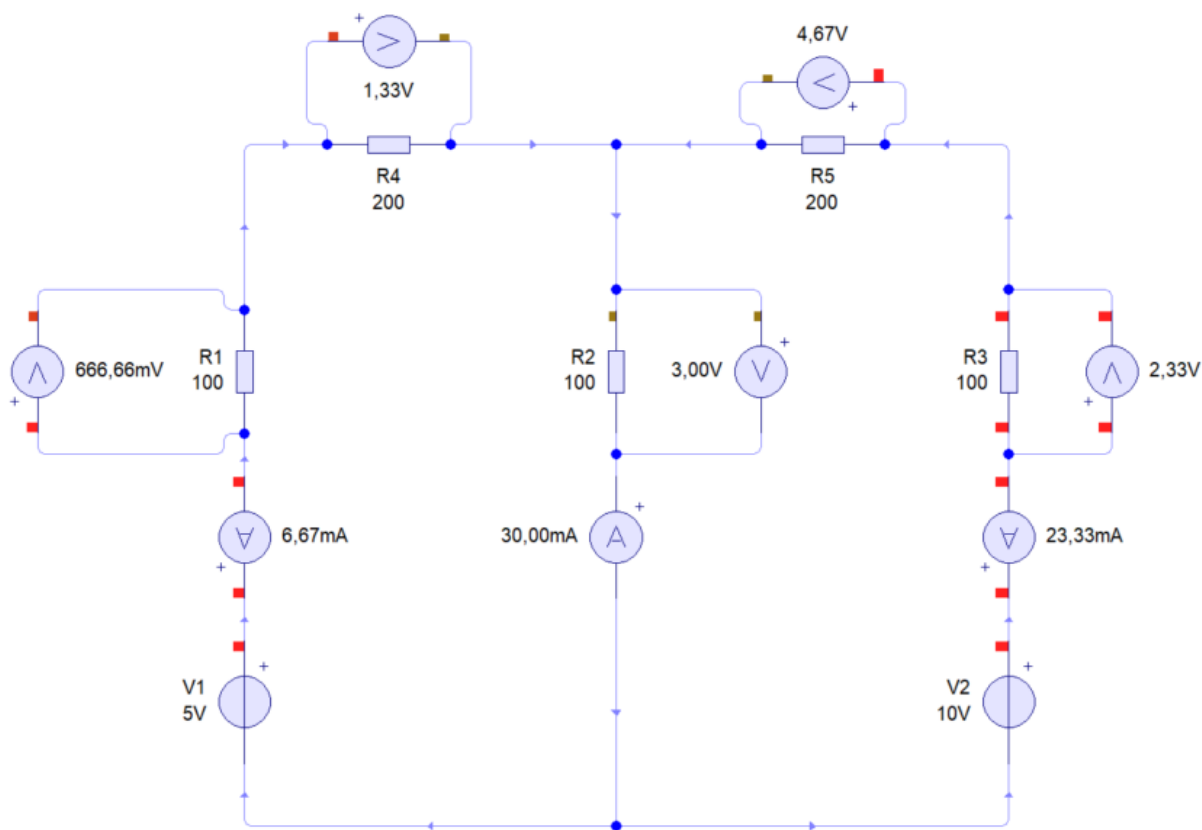 1,33V
4,67V
R4
200
R5
200
666,66mV
R1
100
R2
100
3,00V
R3
100
2,33V
6,67mA
30,00mA
23,33mA
V1
5V
V2
10V